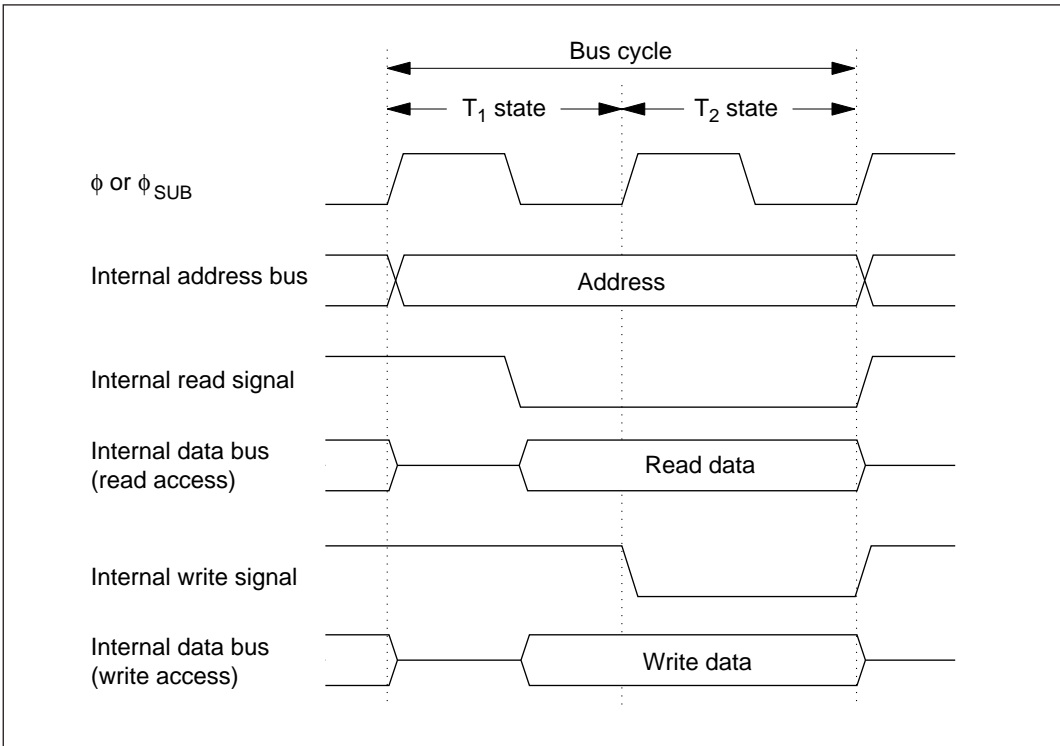 Bus cycle
T1 state
T2 state
ϕ or ϕSUB
Internal address bus
Address
Internal read signal
Internal data bus
(read access)
Read data
Internal write signal
Internal data bus
(write access)
Write data